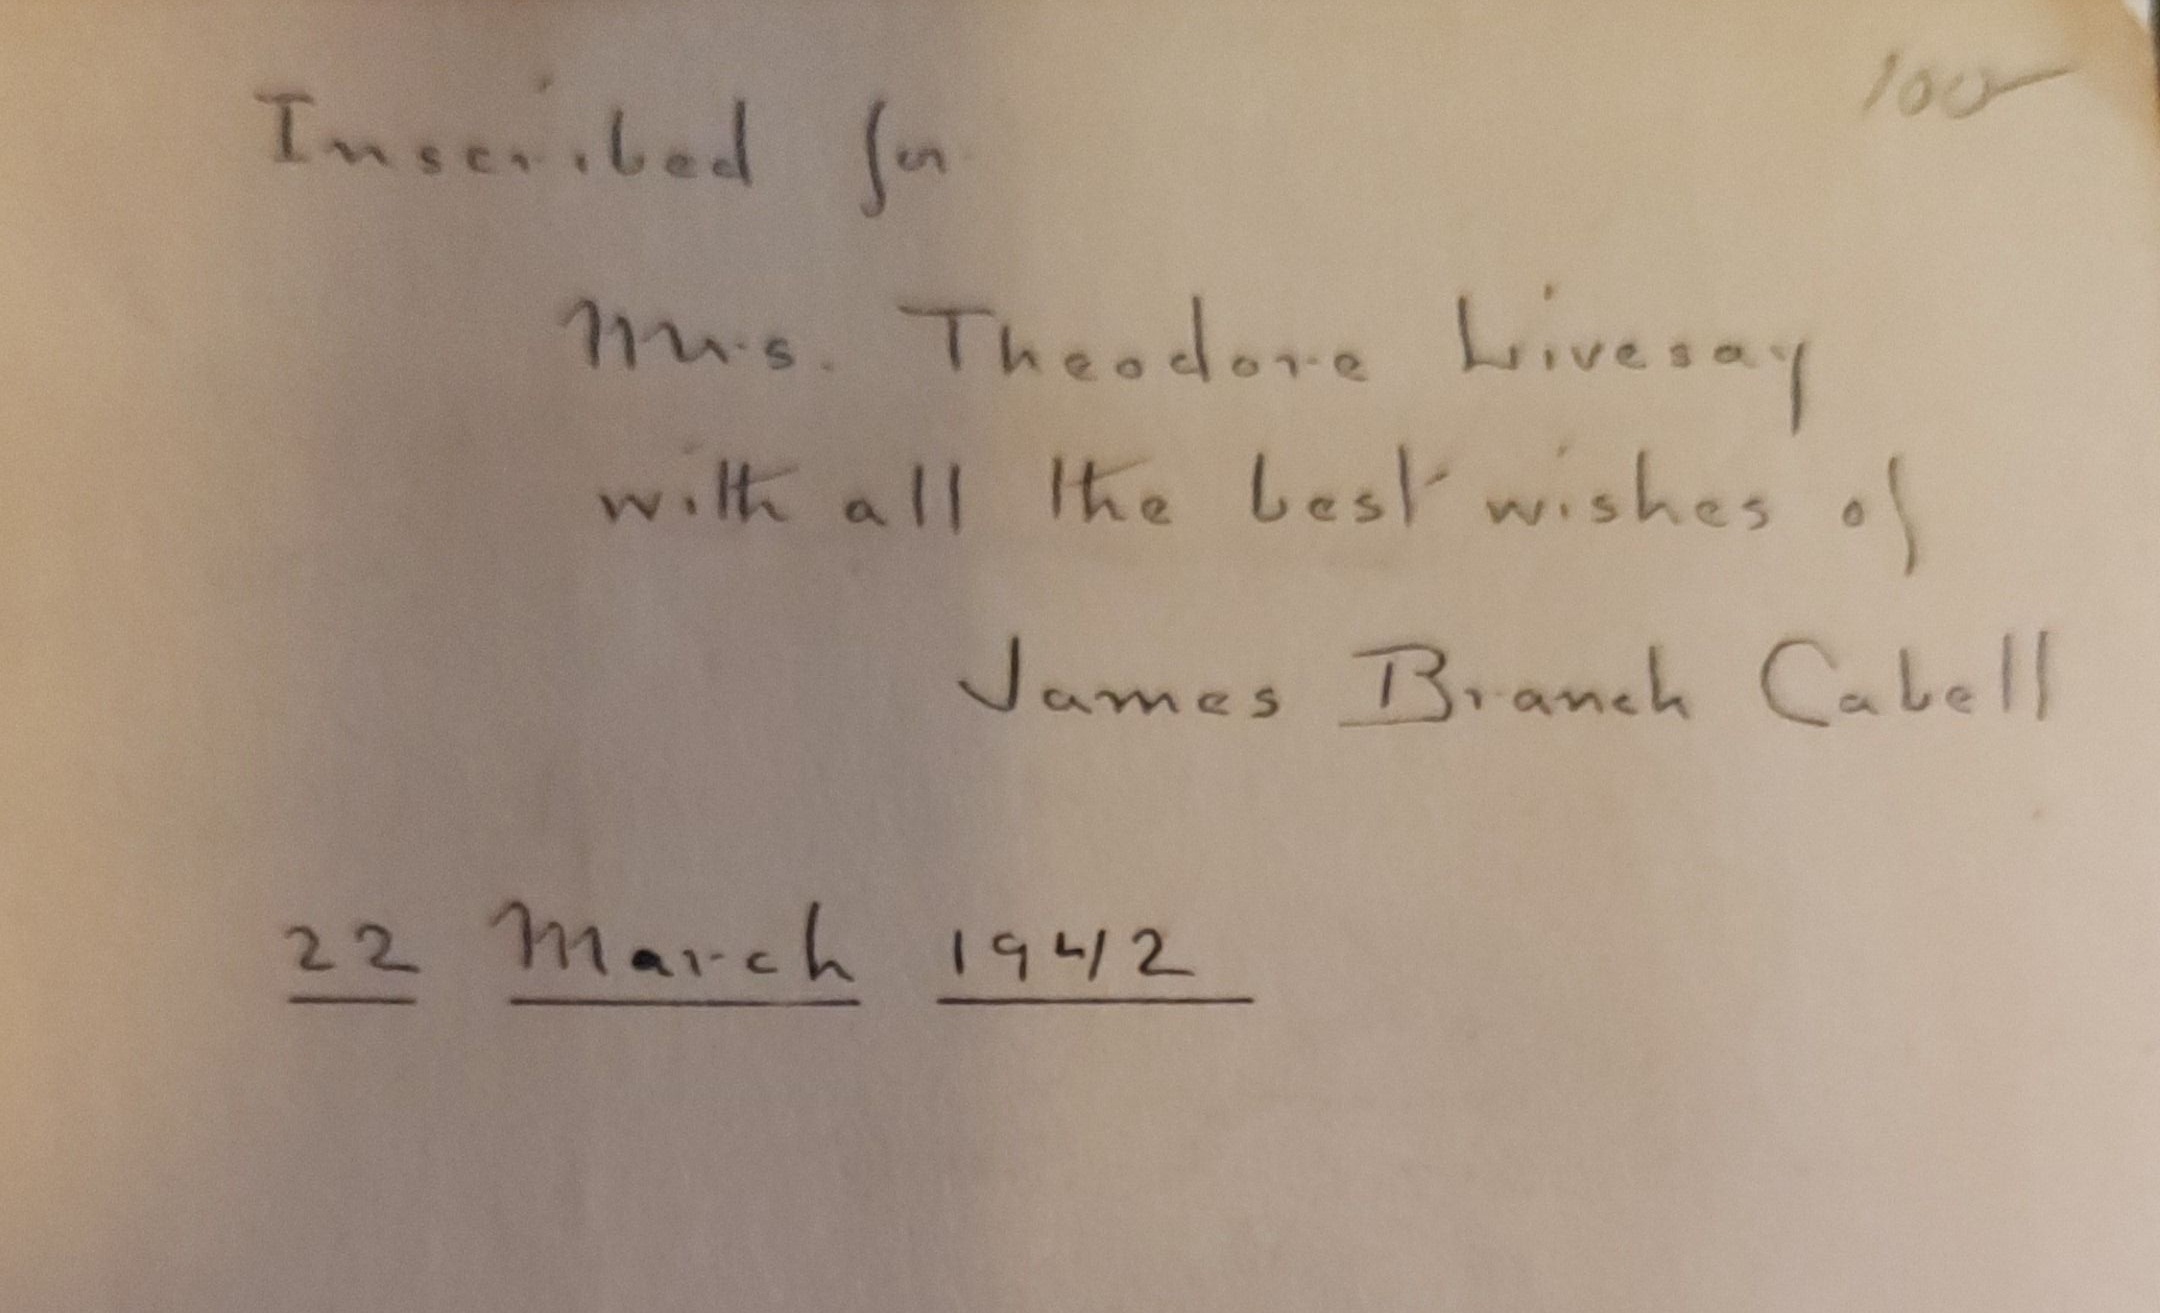 100
Inscribed for
Mrs. Theodore Livesay
with all the best wishes of
James Branch Cabell
22 March 1942